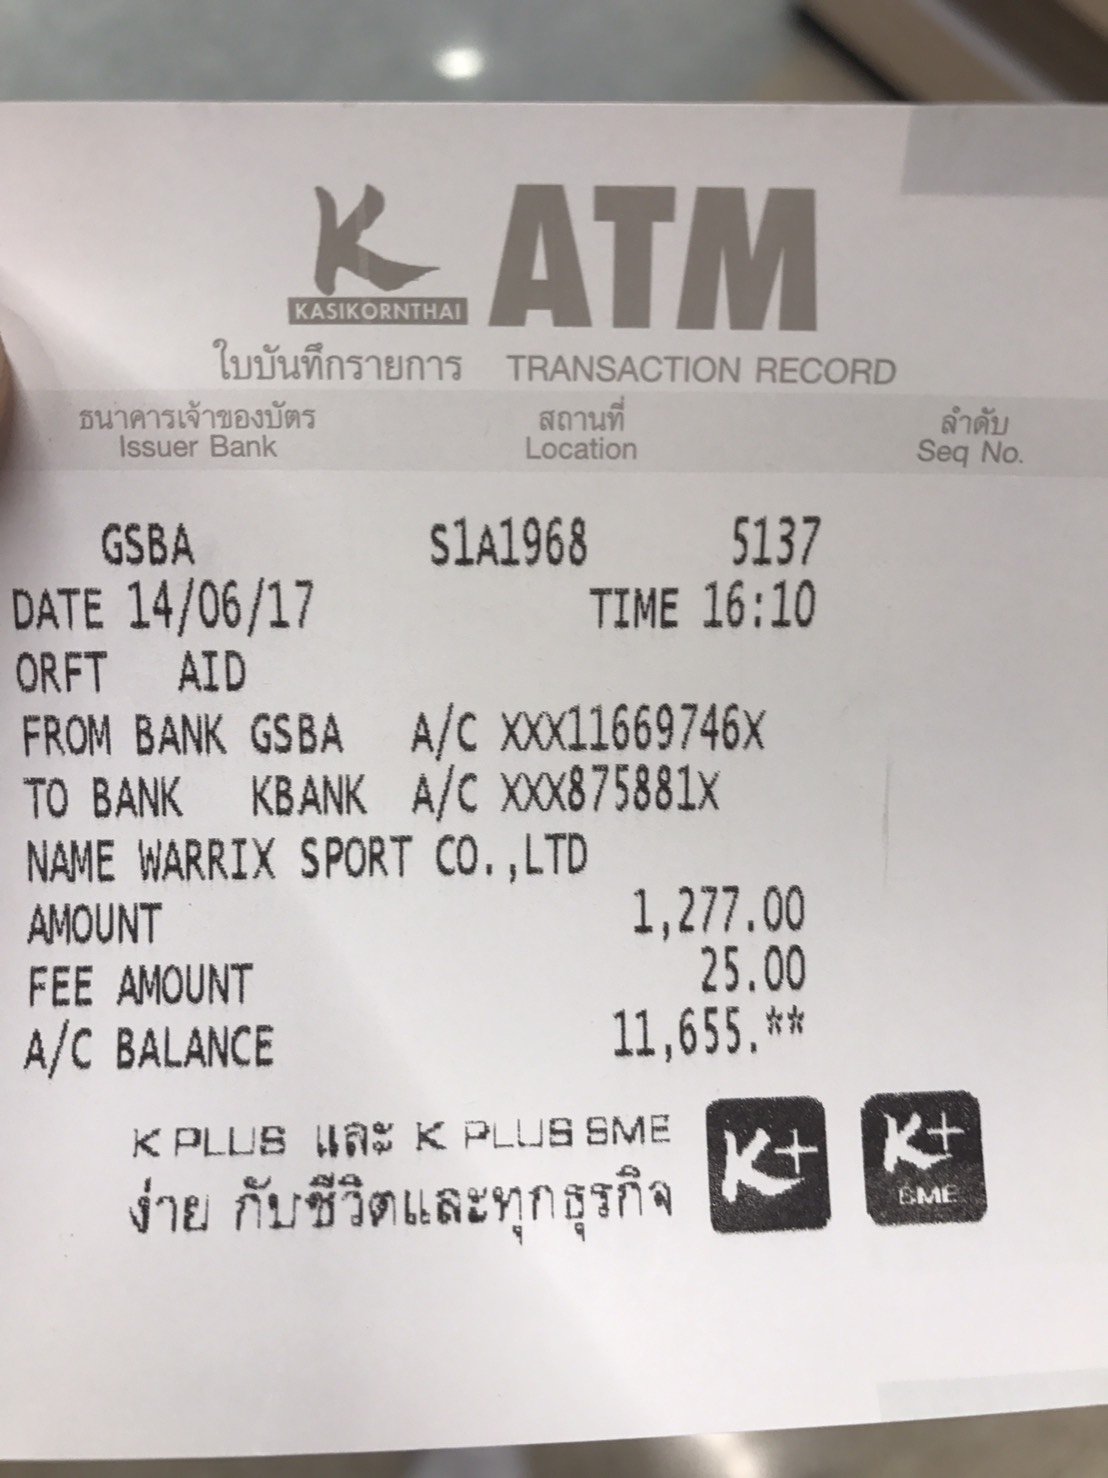 K ATM
KASIKORNTHAI
ใบบันทึกรายการ TRANSACTION RECORD
ธนาคารเจ้าของบัตร สถานที่ ลำดับ
Issuer Bank Location Seq No.
GSBA S1A1968 5137
DATE 14/06/17 TIME 16:10
ORFT AID
FROM BANK GSBA A/C XXX11669746X
TO BANK KBANK A/C XXX875881X
NAME WARRIX SPORT CO.,LTD
AMOUNT 1,277.00
FEE AMOUNT 25.00
A/C BALANCE 11,655.**
K PLUS และ K PLUS SME K+ K+
ง่าย กับชีวิตและทุกธุรกิจ SME